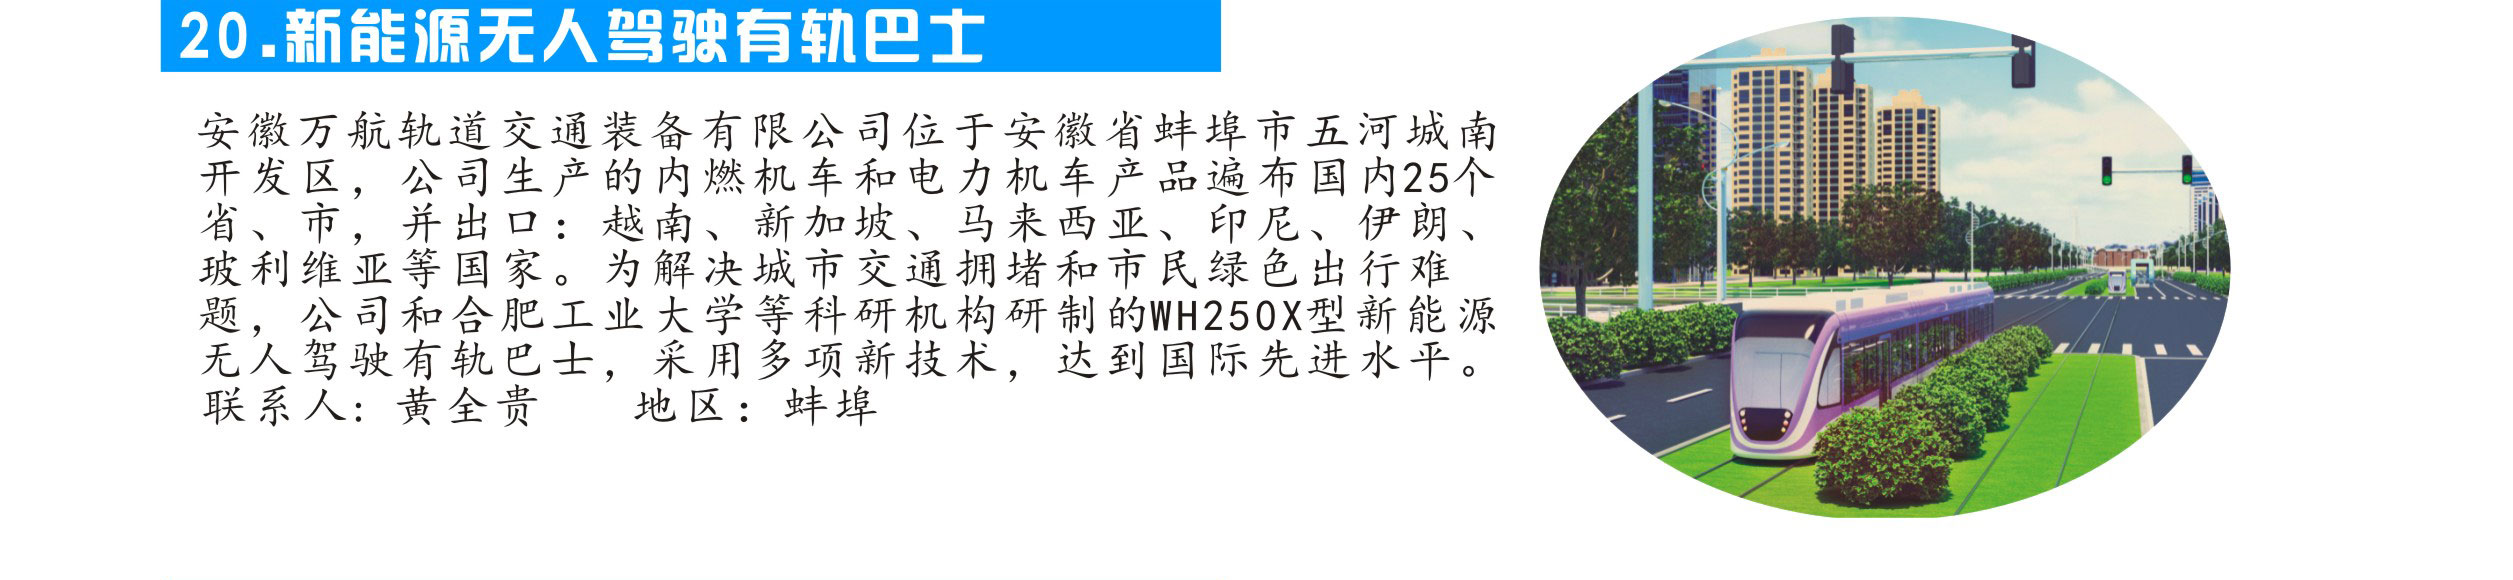 20.新能源无人驾驶有轨巴士
安徽万航轨道交通装备有限公司位于安徽省蚌埠市五河城南
开发区，公司生产的内燃机车和电力机车产品遍布国内25个
省、市，并出口：越南、新加坡、马来西亚、印尼、伊朗、
玻利维亚等国家。为解决城市交通拥堵和市民绿色出行难
题，公司和合肥工业大学等科研机构研制的WH250X型新能源
无人驾驶有轨巴士，采用多项新技术，达到国际先进水平。
联系人：黄全贵 地区：蚌埠